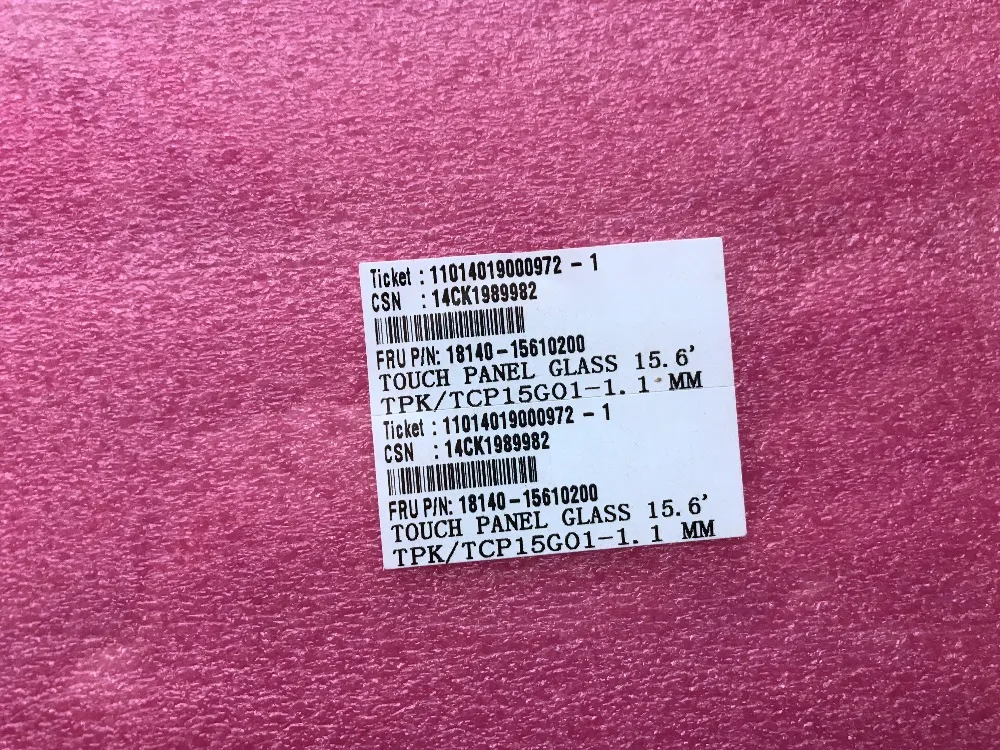 Ticket : 11014019000972 - 1
CSN : 14CK1989982
FRU P/N: 18140-15610200
TOUCH PANEL GLASS 15.6'
TPK/TCP15G01-1.1 MM
Ticket : 11014019000972 - 1
CSN : 14CK1989982
FRU P/N: 18140-15610200
TOUCH PANEL GLASS 15.6'
TPK/TCP15G01-1.1 MM